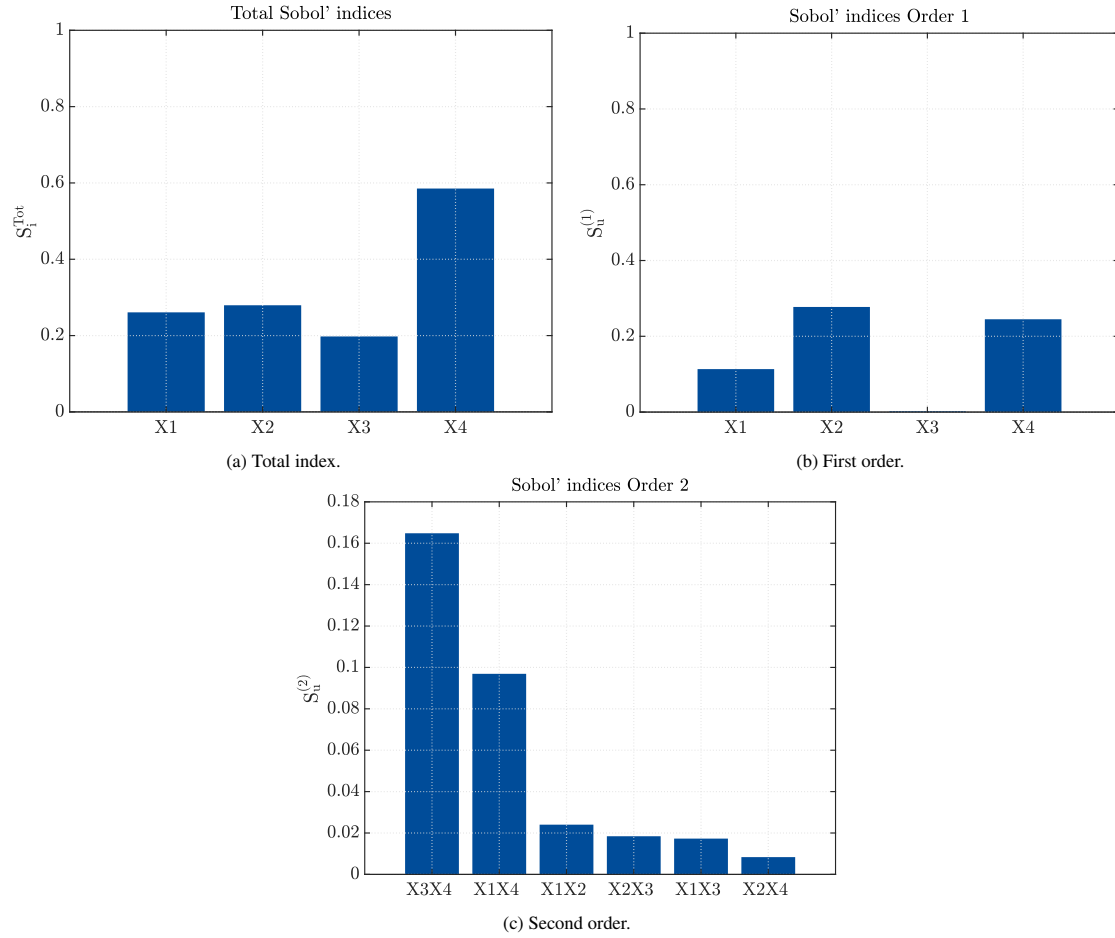 Total Sobol' indices
1
0.8
0.6
0.4
0.2
0
S_i^Tot
X1 X2 X3 X4
(a) Total index.
Sobol' indices Order 1
1
0.8
0.6
0.4
0.2
0
S_u^(1)
X1 X2 X3 X4
(b) First order.
Sobol' indices Order 2
0.18
0.16
0.14
0.12
0.1
0.08
0.06
0.04
0.02
0
S_u^(2)
X3X4 X1X4 X1X2 X2X3 X1X3 X2X4
(c) Second order.